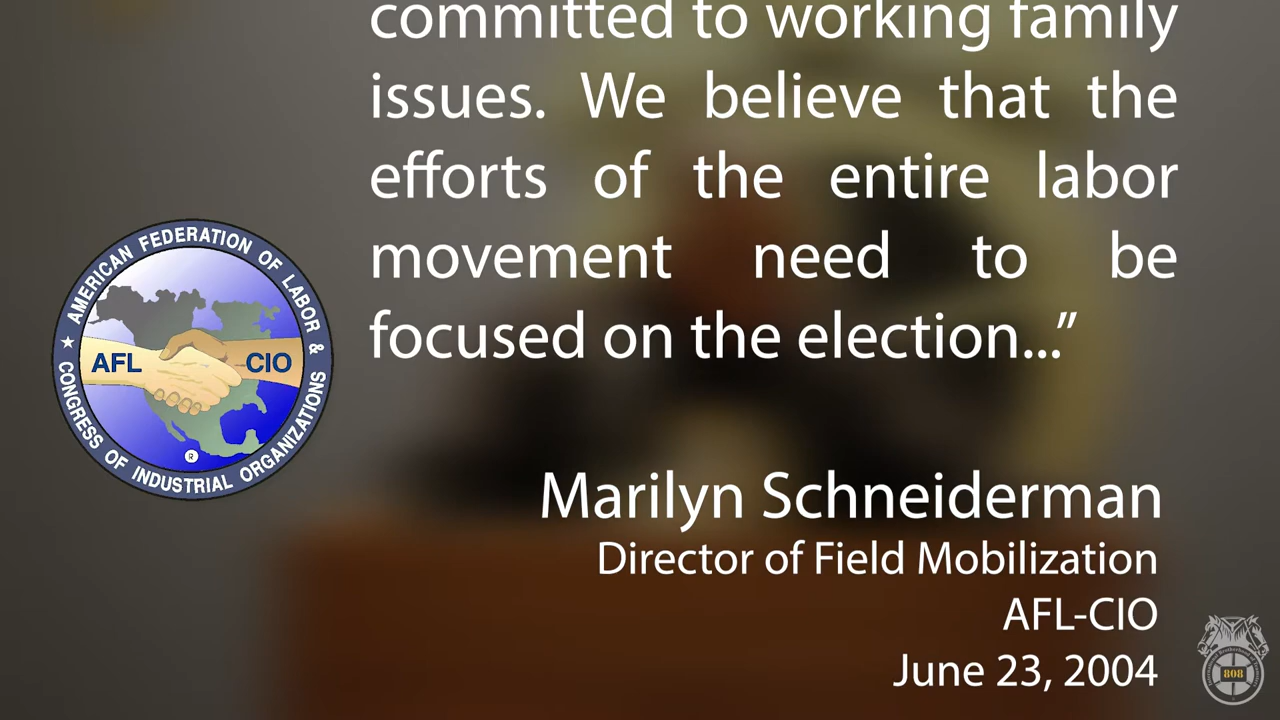 committed to working family
issues. We believe that the
efforts of the entire labor
movement need to be
focused on the election...”
AMERICAN FEDERATION OF LABOR &
CONGRESS OF INDUSTRIAL ORGANIZATIONS
AFL CIO
R
Marilyn Schneiderman
Director of Field Mobilization
AFL-CIO
June 23, 2004
808